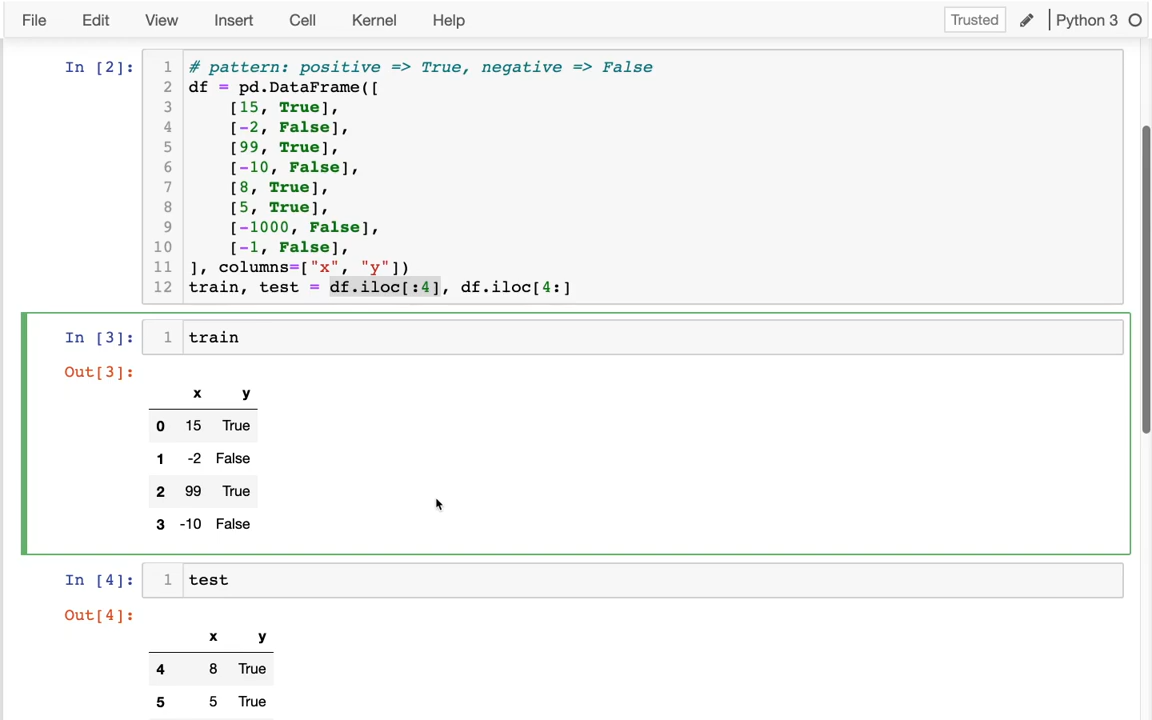 File Edit View Insert Cell Kernel Help Trusted Python 3
In [2]:
1 # pattern: positive => True, negative => False
2 df = pd.DataFrame([
3 [15, True],
4 [-2, False],
5 [99, True],
6 [-10, False],
7 [8, True],
8 [5, True],
9 [-1000, False],
10 [-1, False],
11 ], columns=["x", "y"])
12 train, test = df.iloc[:4], df.iloc[4:]
In [3]: 1 train
Out[3]:
x y
0 15 True
1 -2 False
2 99 True
3 -10 False
In [4]: 1 test
Out[4]:
x y
4 8 True
5 5 True